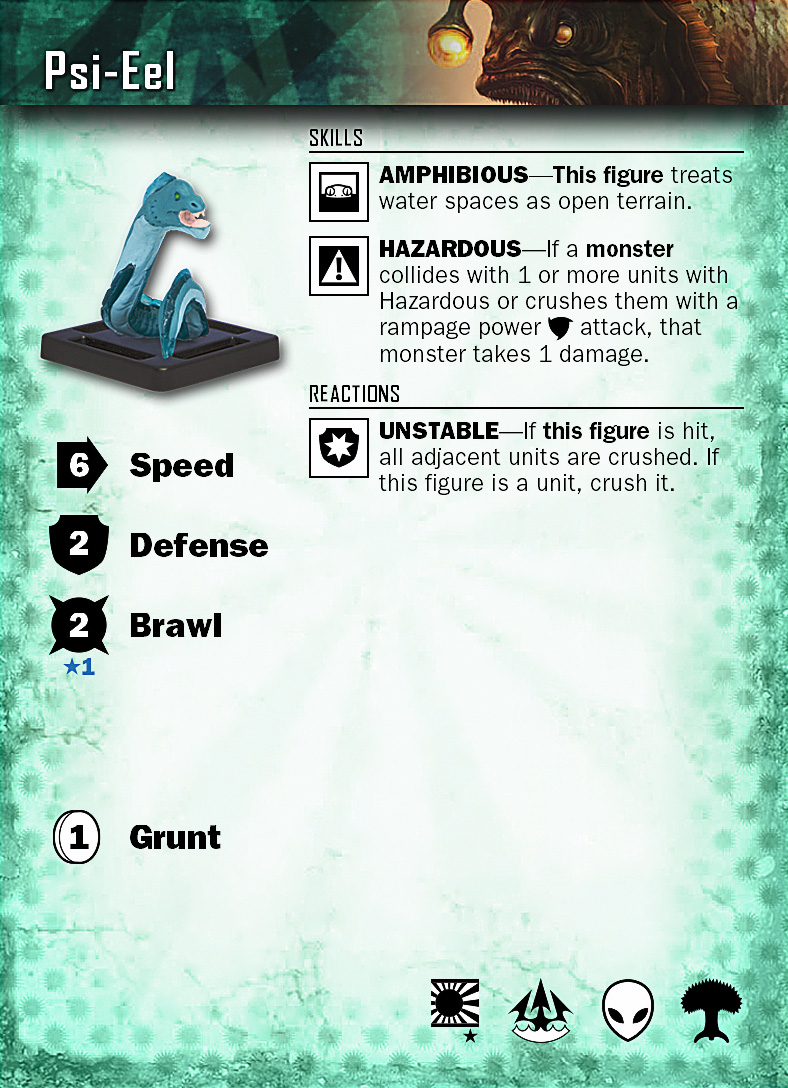 Psi-Eel
SKILLS
AMPHIBIOUS—This figure treats
water spaces as open terrain.
HAZARDOUS—If a monster
collides with 1 or more units with
Hazardous or crushes them with a
rampage power attack, that
monster takes 1 damage.
REACTIONS
UNSTABLE—If this figure is hit,
all adjacent units are crushed. If
this figure is a unit, crush it.
6 Speed
2 Defense
2 Brawl
★1
1 Grunt